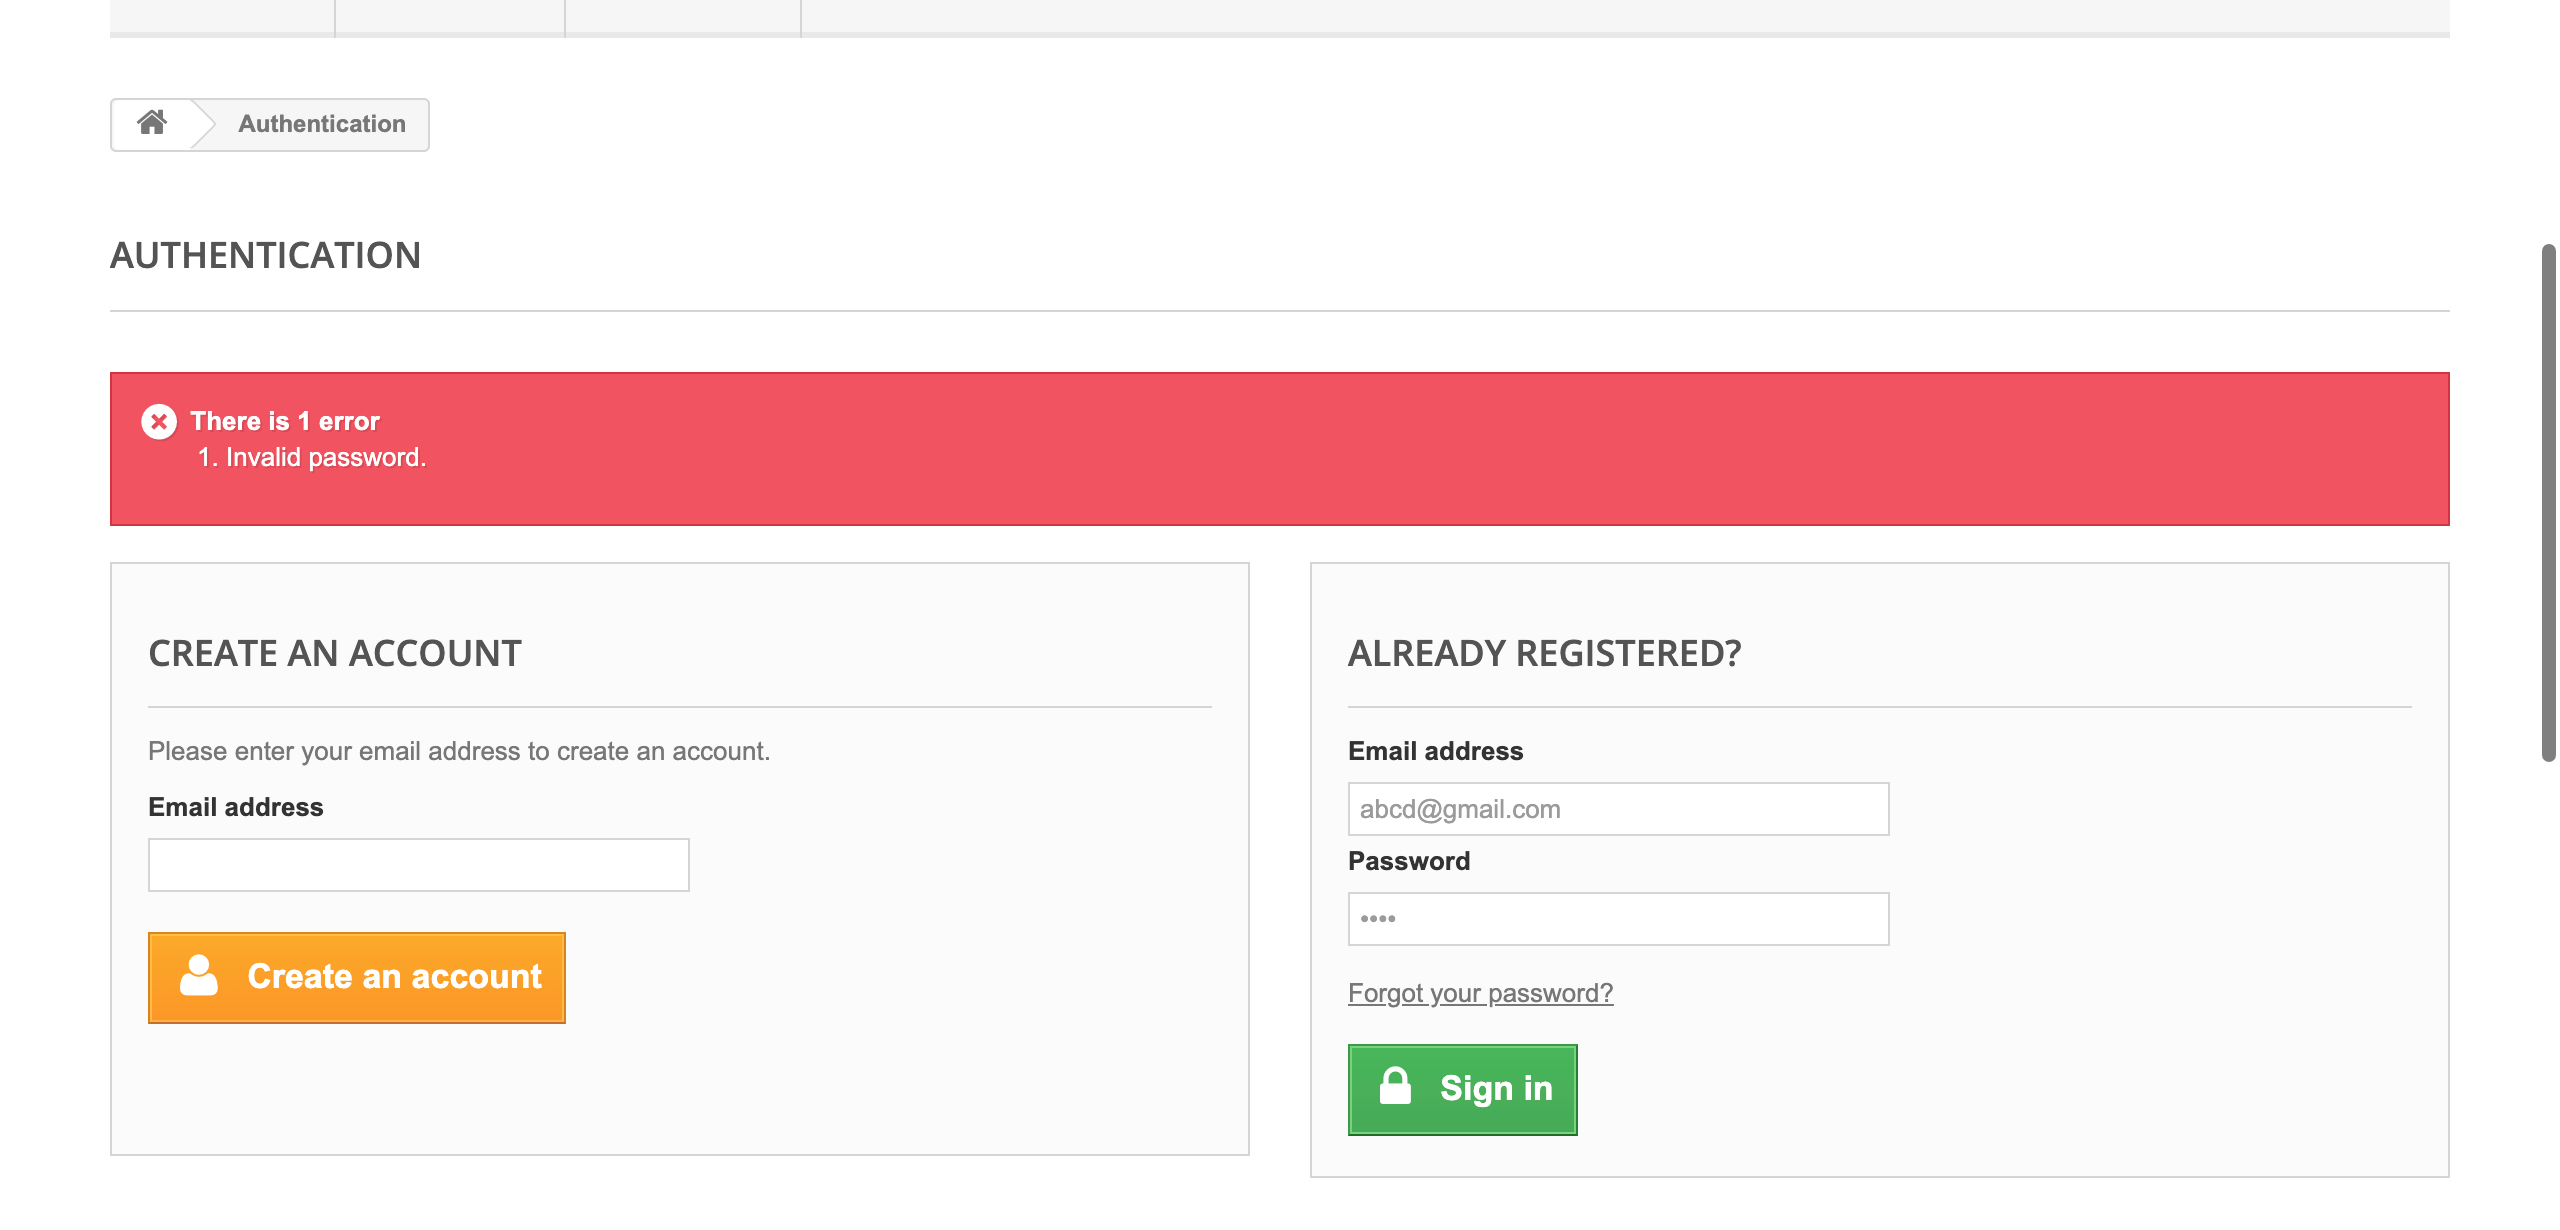 Authentication
AUTHENTICATION
There is 1 error
1. Invalid password.
CREATE AN ACCOUNT
Please enter your email address to create an account.
Email address
Create an account
ALREADY REGISTERED?
Email address
abcd@gmail.com
Password
••••
Forgot your password?
Sign in